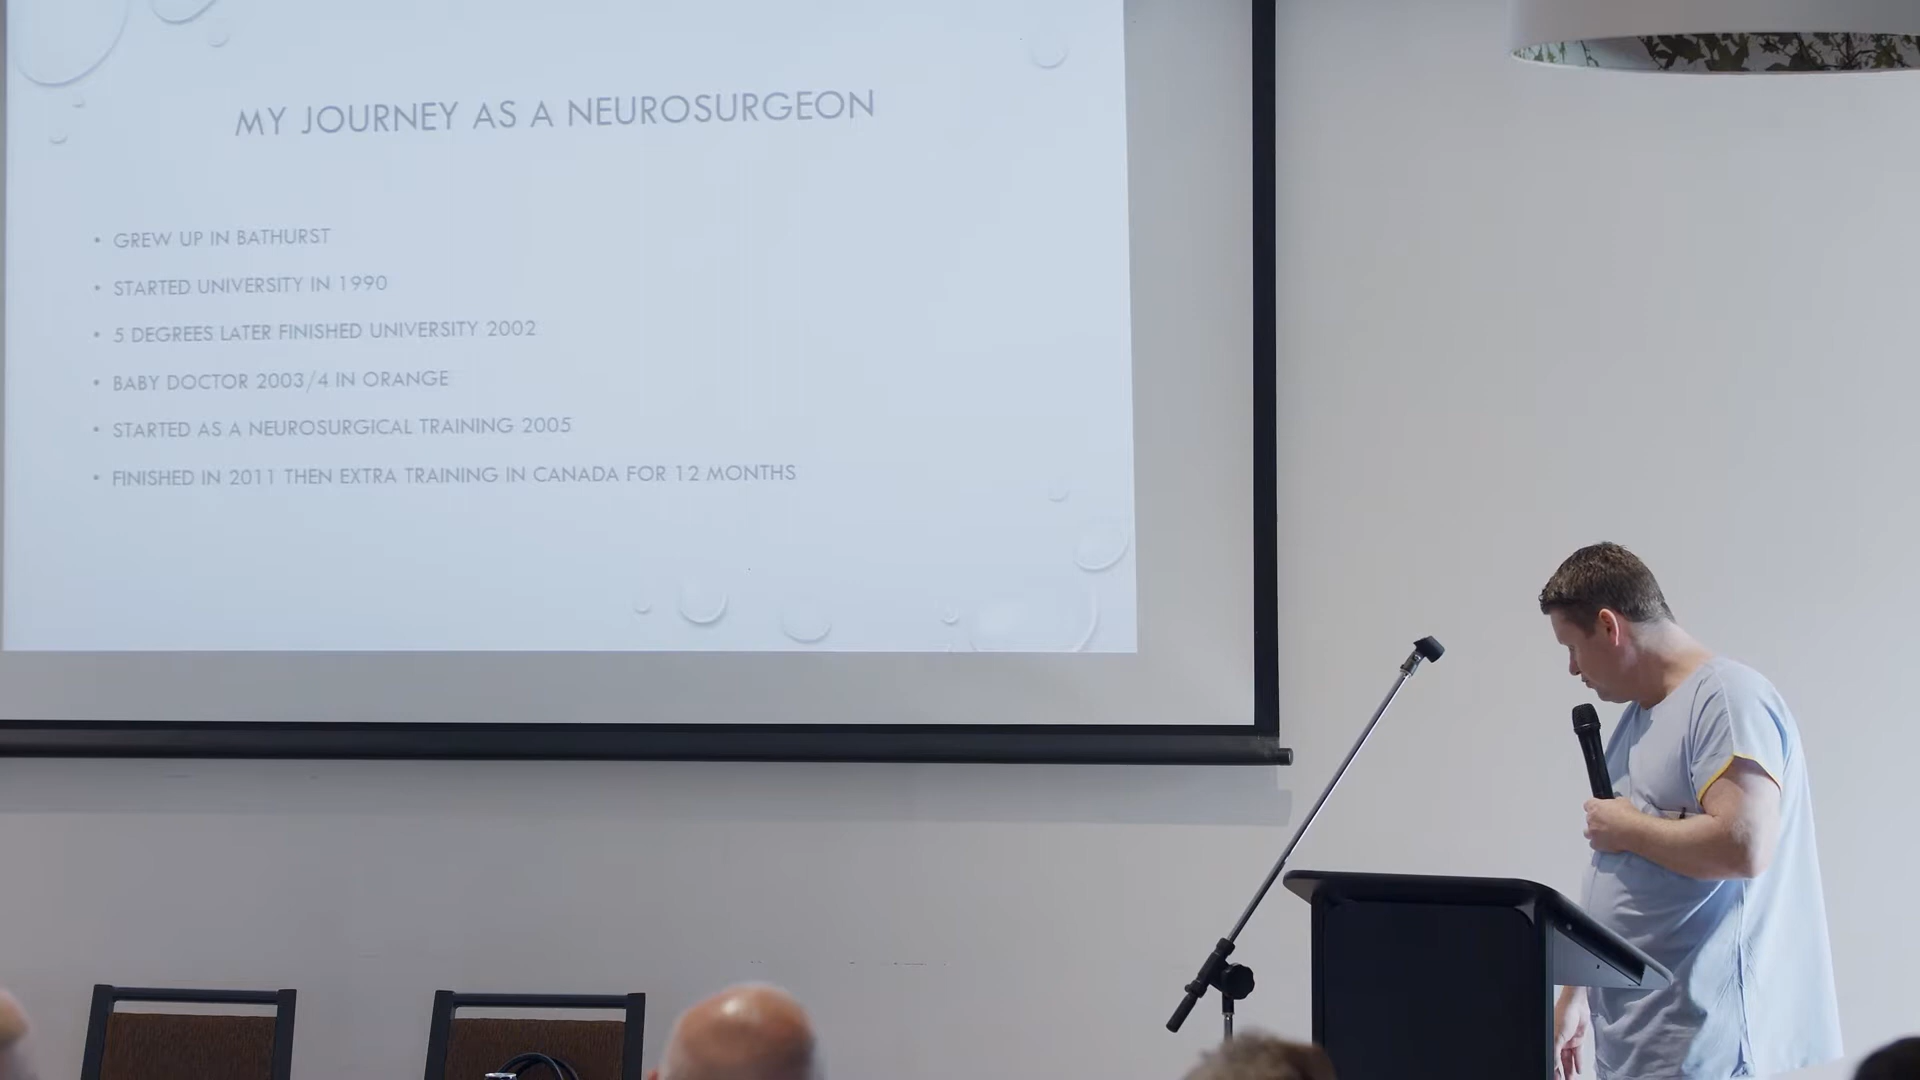 MY JOURNEY AS A NEUROSURGEON
• GREW UP IN BATHURST
• STARTED UNIVERSITY IN 1990
• 5 DEGREES LATER FINISHED UNIVERSITY 2002
• BABY DOCTOR 2003/4 IN ORANGE
• STARTED AS A NEUROSURGICAL TRAINING 2005
• FINISHED IN 2011 THEN EXTRA TRAINING IN CANADA FOR 12 MONTHS